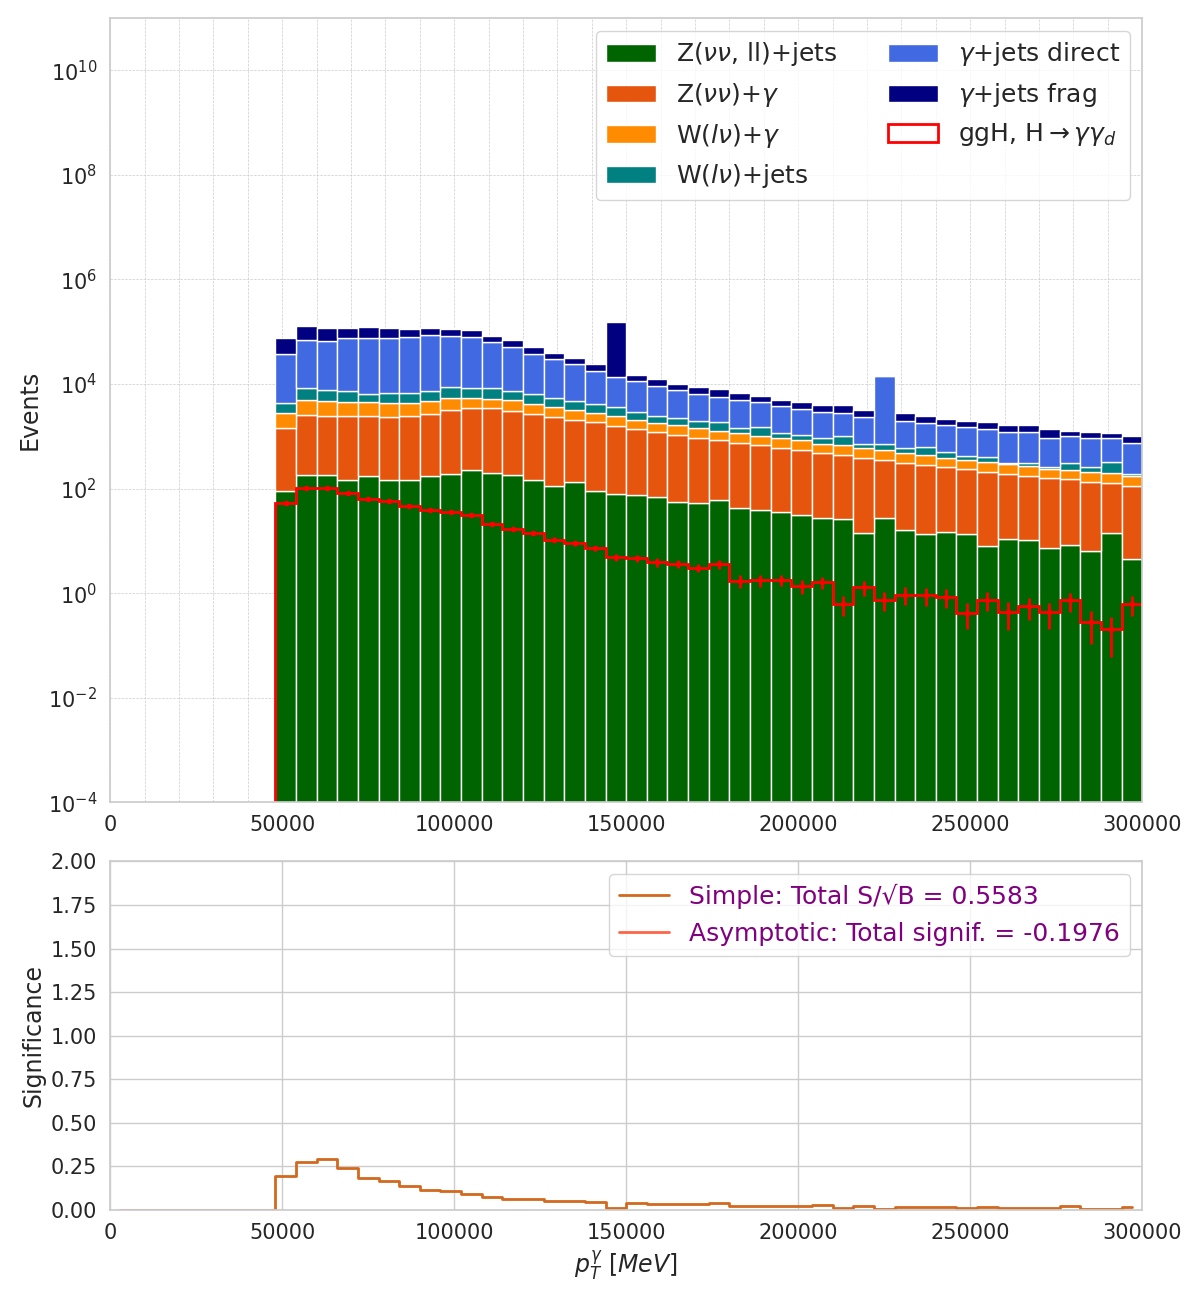 Z(νν, ll)+jets
Z(νν)+γ
W(lν)+γ
W(lν)+jets
γ+jets direct
γ+jets frag
ggH, H→γγ_d
Events
10^10
10^8
10^6
10^4
10^2
10^0
10^−2
10^−4
0 50000 100000 150000 200000 250000 300000
Simple: Total S/√B = 0.5583
Asymptotic: Total signif. = -0.1976
Significance
2.00
1.75
1.50
1.25
1.00
0.75
0.50
0.25
0.00
0 50000 100000 150000 200000 250000 300000
p_T^γ [MeV]